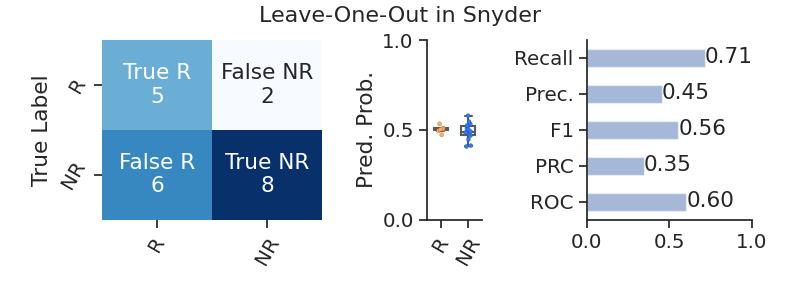 Leave-One-Out in Snyder
True Label
R
NR
True R
5
False NR
2
False R
6
True NR
8
R
NR
Pred. Prob.
1.0
0.5
0.0
R
NR
Recall
0.71
Prec.
0.45
F1
0.56
PRC
0.35
ROC
0.60
0.0
0.5
1.0